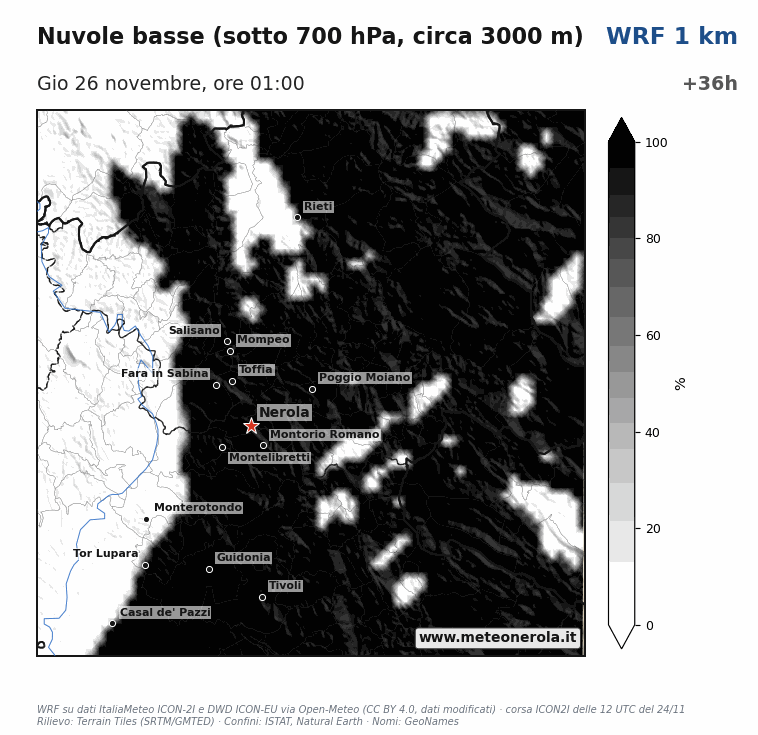 Nuvole basse (sotto 700 hPa, circa 3000 m) WRF 1 km
Gio 26 novembre, ore 01:00 +36h
100
80
60
40
20
0
%
Rieti
Salisano
Mompeo
Fara in Sabina
Toffia
Poggio Moiano
Nerola
Montorio Romano
Montelibretti
Monterotondo
Tor Lupara
Guidonia
Tivoli
Casal de' Pazzi
www.meteonerola.it
WRF su dati ItaliaMeteo ICON-2I e DWD ICON-EU via Open-Meteo (CC BY 4.0, dati modificati) · corsa ICON2I delle 12 UTC del 24/11
Rilievo: Terrain Tiles (SRTM/GMTED) · Confini: ISTAT, Natural Earth · Nomi: GeoNames